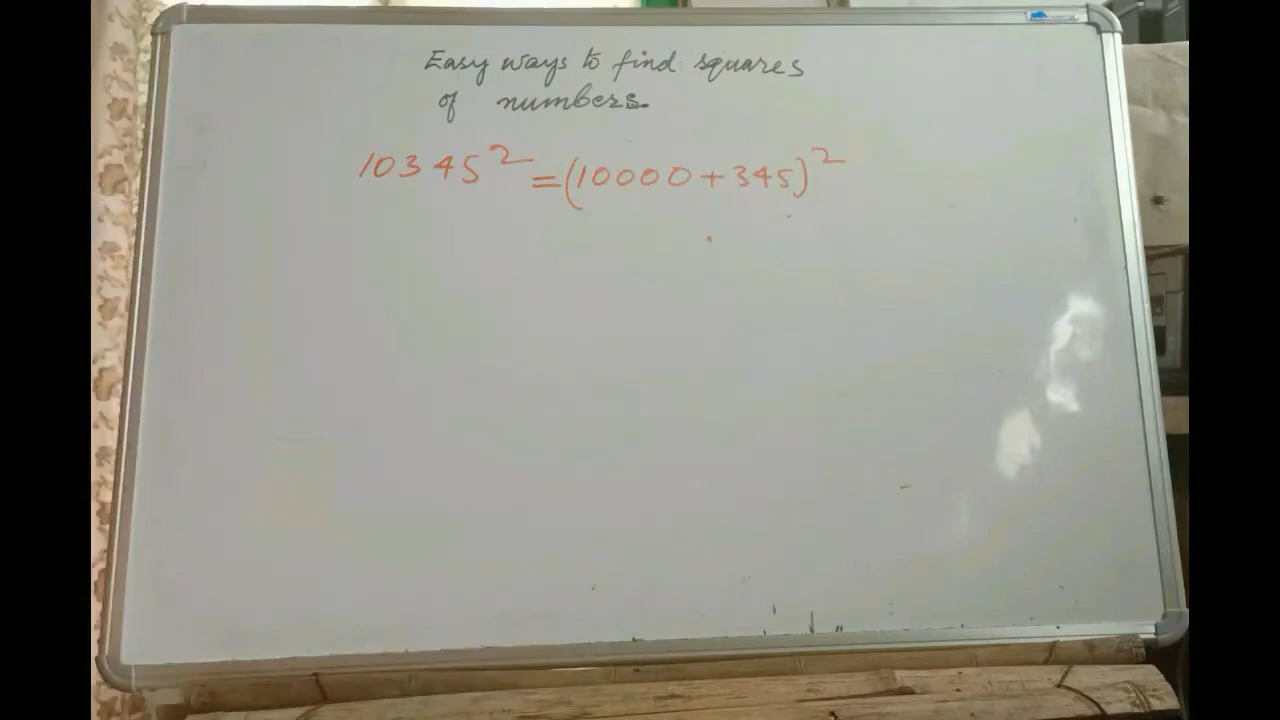 Easy ways to find squares
of numbers.
10345² = (10000 + 345)²